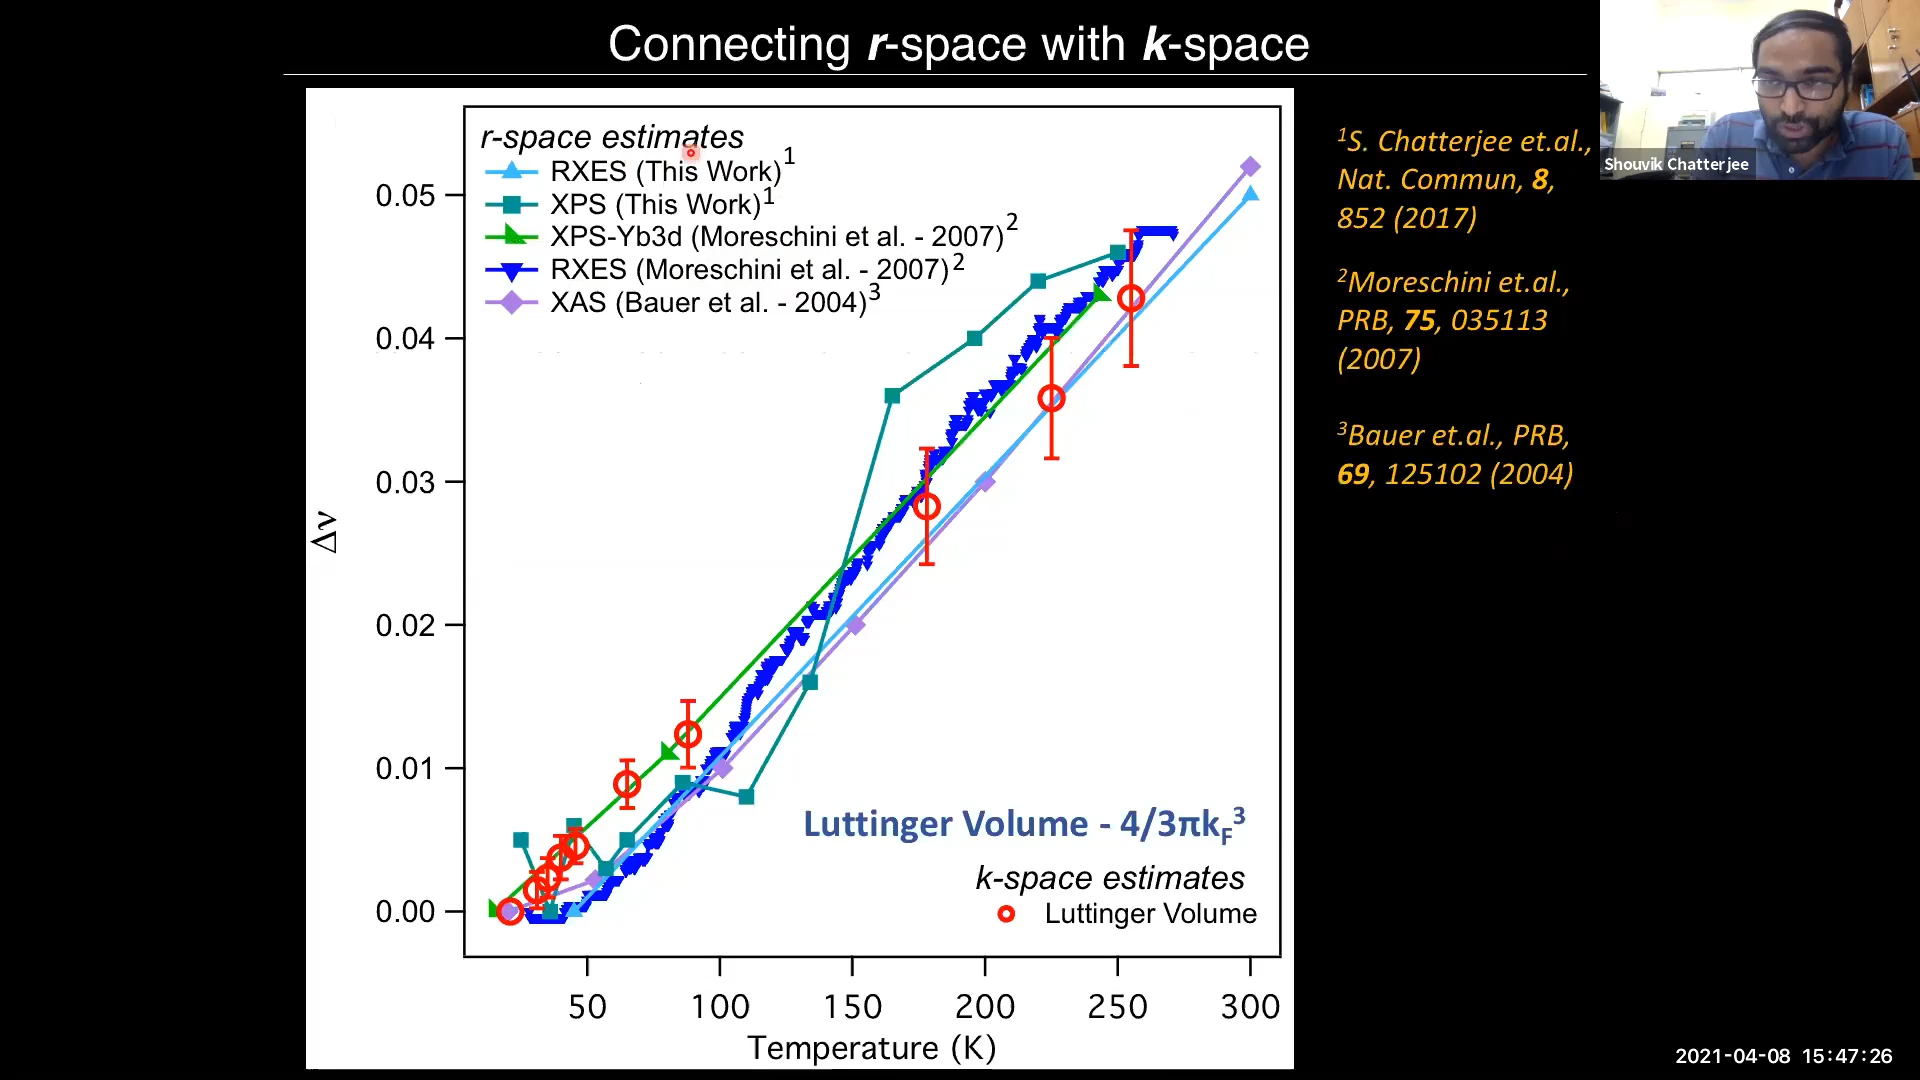 Connecting r-space with k-space
r-space estimates
RXES (This Work)¹
XPS (This Work)¹
XPS-Yb3d (Moreschini et al. - 2007)²
RXES (Moreschini et al. - 2007)²
XAS (Bauer et al. - 2004)³
0.05
0.04
0.03
0.02
0.01
0.00
Δν
Luttinger Volume - 4/3πk_F³
k-space estimates
Luttinger Volume
50 100 150 200 250 300
Temperature (K)
¹S. Chatterjee et.al.,
Nat. Commun, 8,
852 (2017)
²Moreschini et.al.,
PRB, 75, 035113
(2007)
³Bauer et.al., PRB,
69, 125102 (2004)
Shouvik Chatterjee
2021-04-08 15:47:26